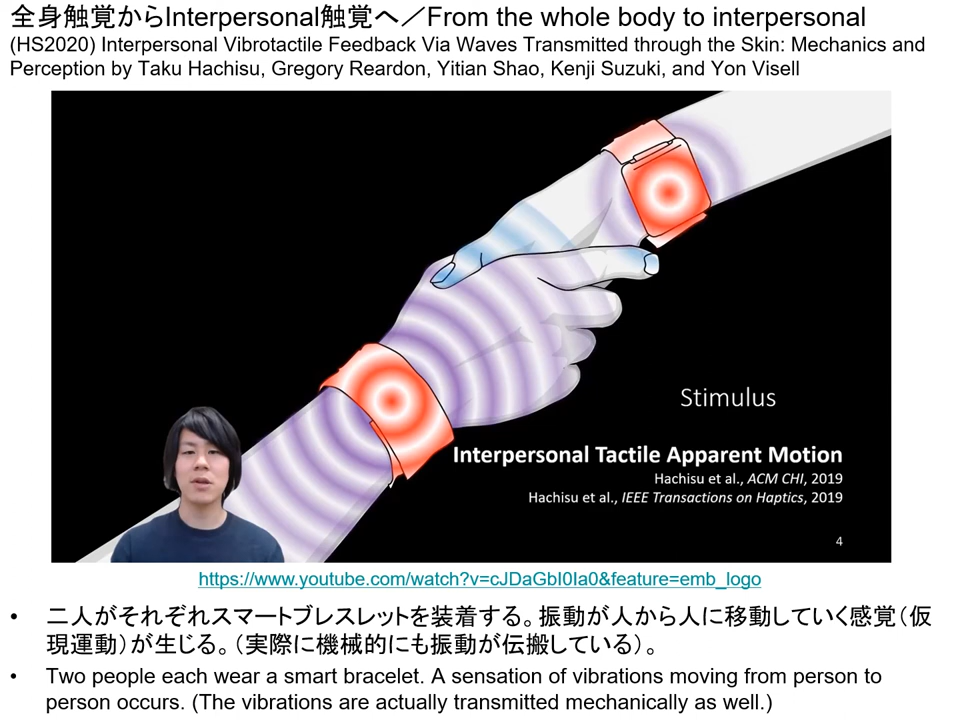 全身触覚からInterpersonal触覚へ／From the whole body to interpersonal
(HS2020) Interpersonal Vibrotactile Feedback Via Waves Transmitted through the Skin: Mechanics and
Perception by Taku Hachisu, Gregory Reardon, Yitian Shao, Kenji Suzuki, and Yon Visell
Stimulus
Interpersonal Tactile Apparent Motion
Hachisu et al., ACM CHI, 2019
Hachisu et al., IEEE Transactions on Haptics, 2019
4
https://www.youtube.com/watch?v=cJDaGbI0Ia0&feature=emb_logo
• 二人がそれぞれスマートブレスレットを装着する。振動が人から人に移動していく感覚（仮
現運動）が生じる。（実際に機械的にも振動が伝搬している）。
• Two people each wear a smart bracelet. A sensation of vibrations moving from person to
person occurs. (The vibrations are actually transmitted mechanically as well.)